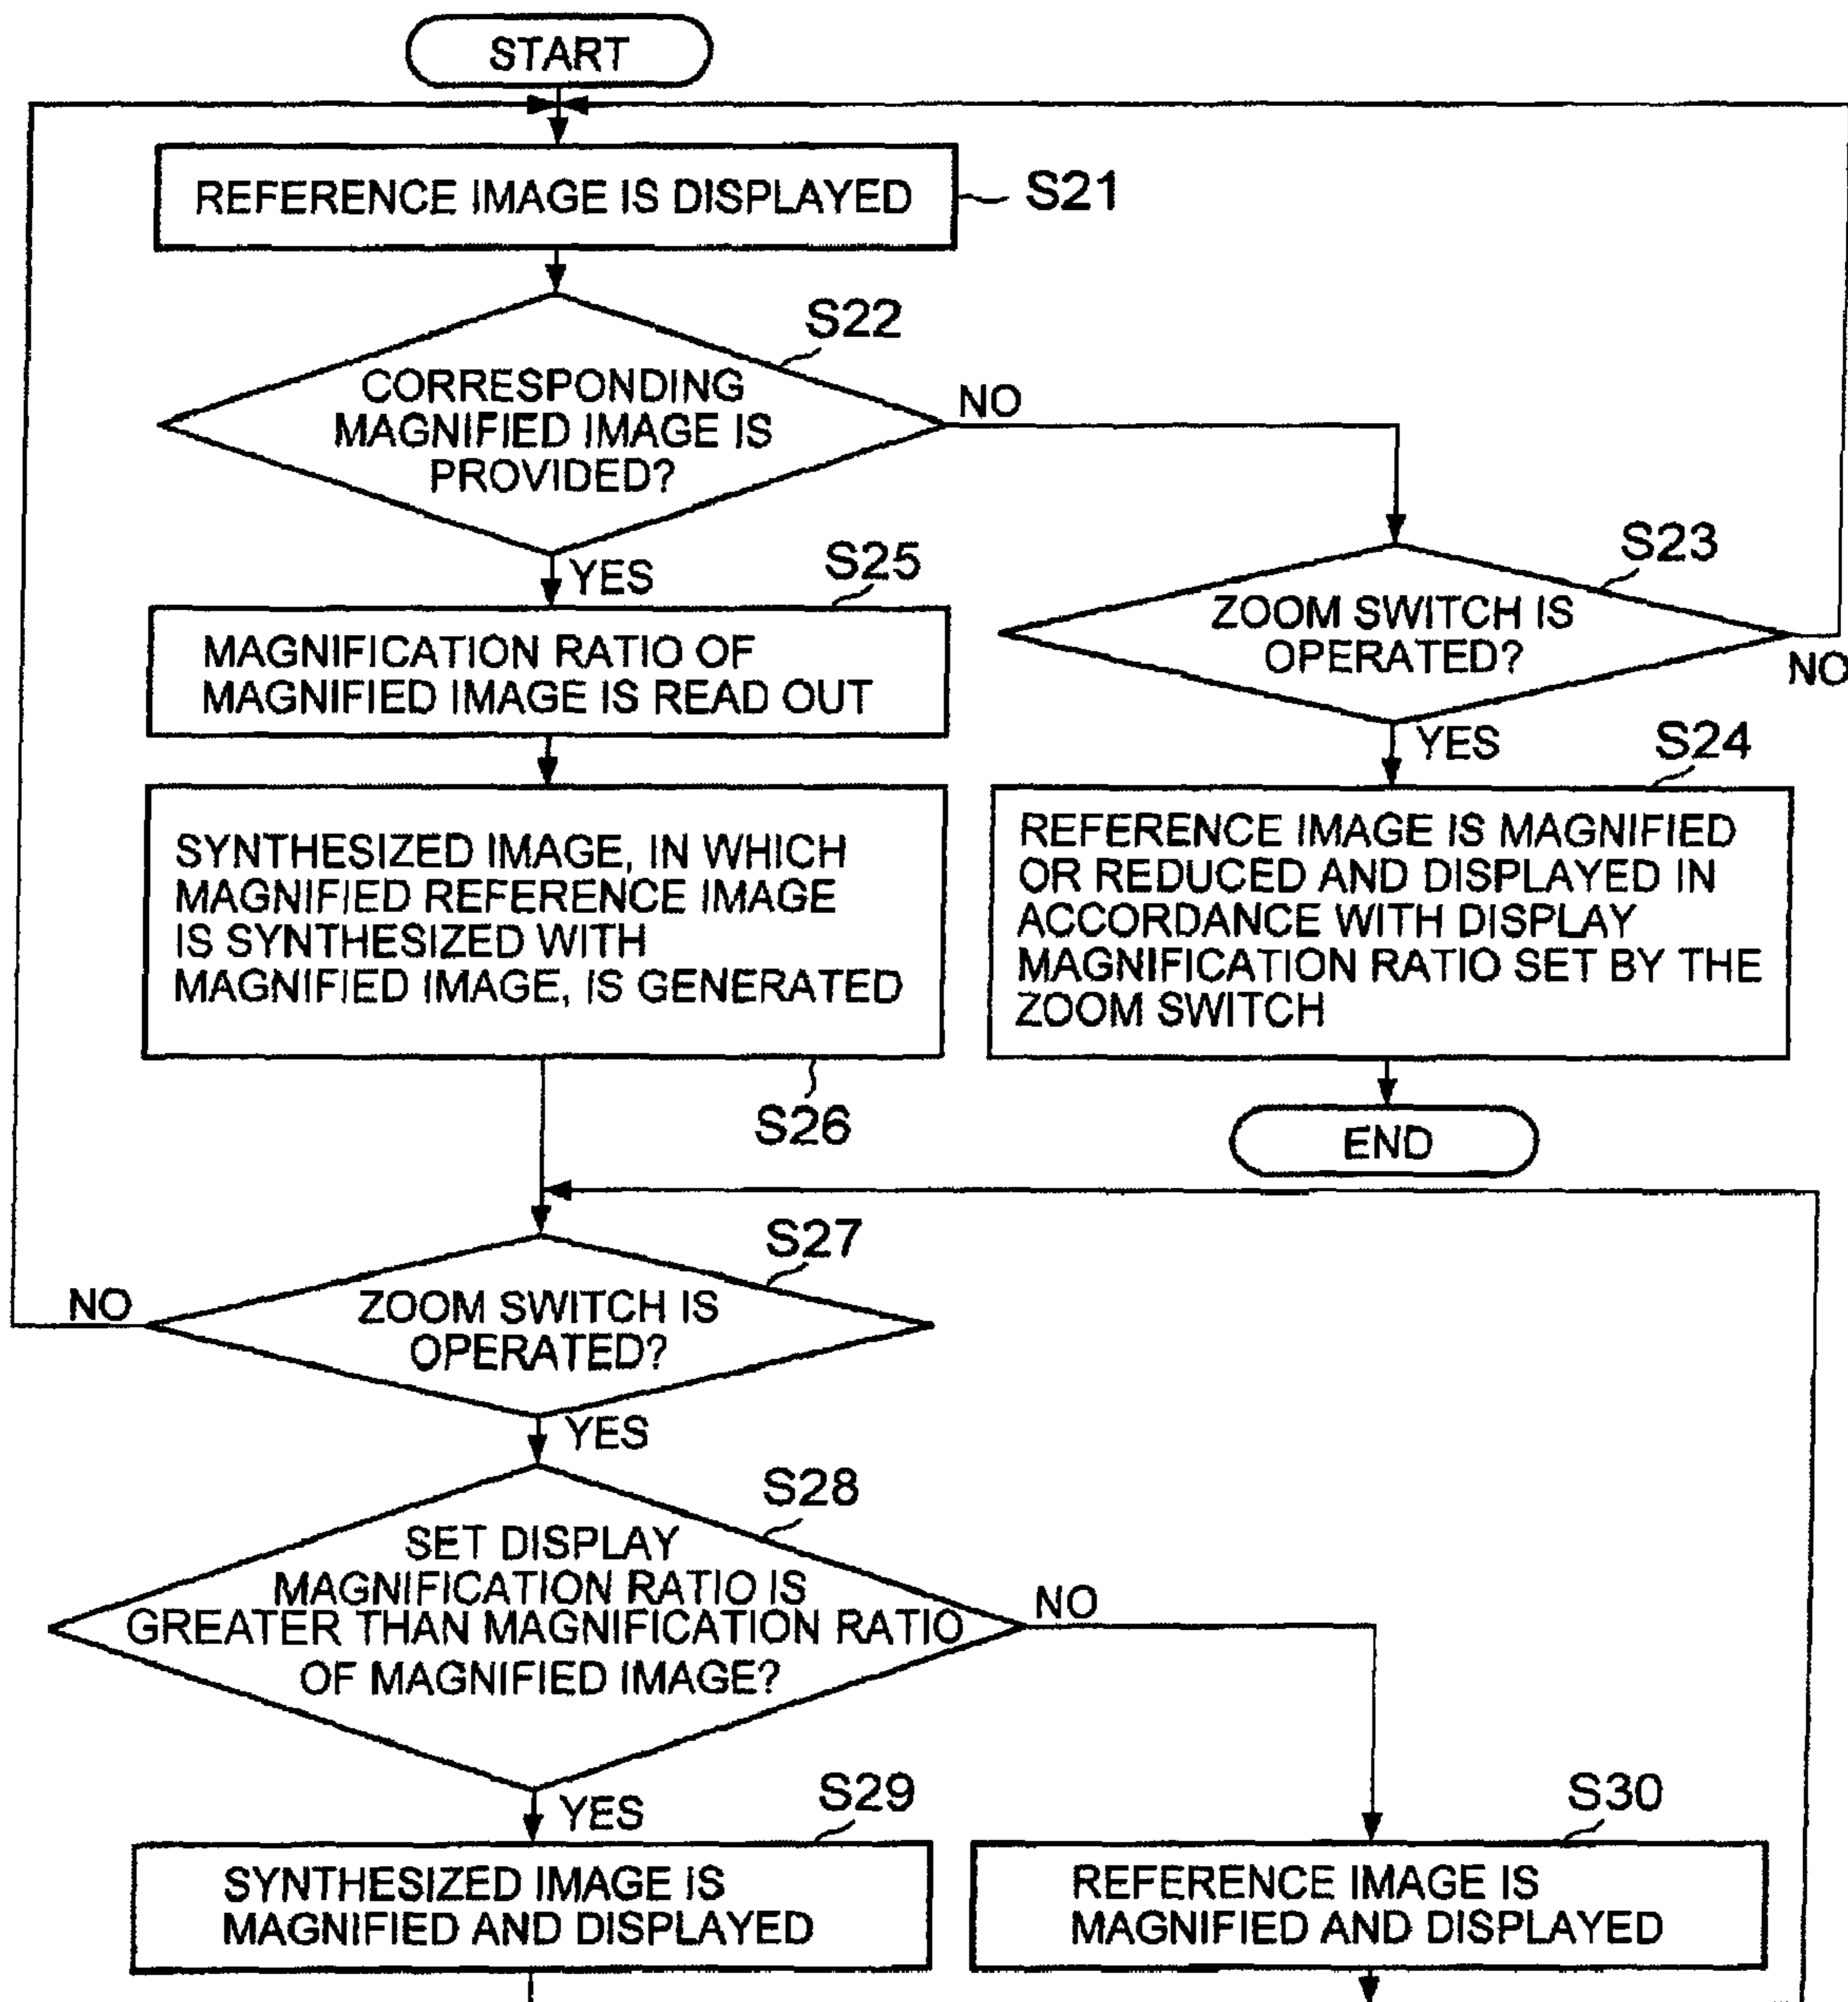 START
REFERENCE IMAGE IS DISPLAYED
S21
S22
CORRESPONDING
MAGNIFIED IMAGE IS
PROVIDED?
NO
YES
S23
ZOOM SWITCH IS
OPERATED?
NO
YES
S25
MAGNIFICATION RATIO OF
MAGNIFIED IMAGE IS READ OUT
S24
REFERENCE IMAGE IS MAGNIFIED
OR REDUCED AND DISPLAYED IN
ACCORDANCE WITH DISPLAY
MAGNIFICATION RATIO SET BY THE
ZOOM SWITCH
SYNTHESIZED IMAGE, IN WHICH
MAGNIFIED REFERENCE IMAGE
IS SYNTHESIZED WITH
MAGNIFIED IMAGE, IS GENERATED
S26
END
S27
ZOOM SWITCH IS
OPERATED?
NO
YES
S28
SET DISPLAY
MAGNIFICATION RATIO IS
GREATER THAN MAGNIFICATION RATIO
OF MAGNIFIED IMAGE?
NO
YES
S29
SYNTHESIZED IMAGE IS
MAGNIFIED AND DISPLAYED
S30
REFERENCE IMAGE IS
MAGNIFIED AND DISPLAYED